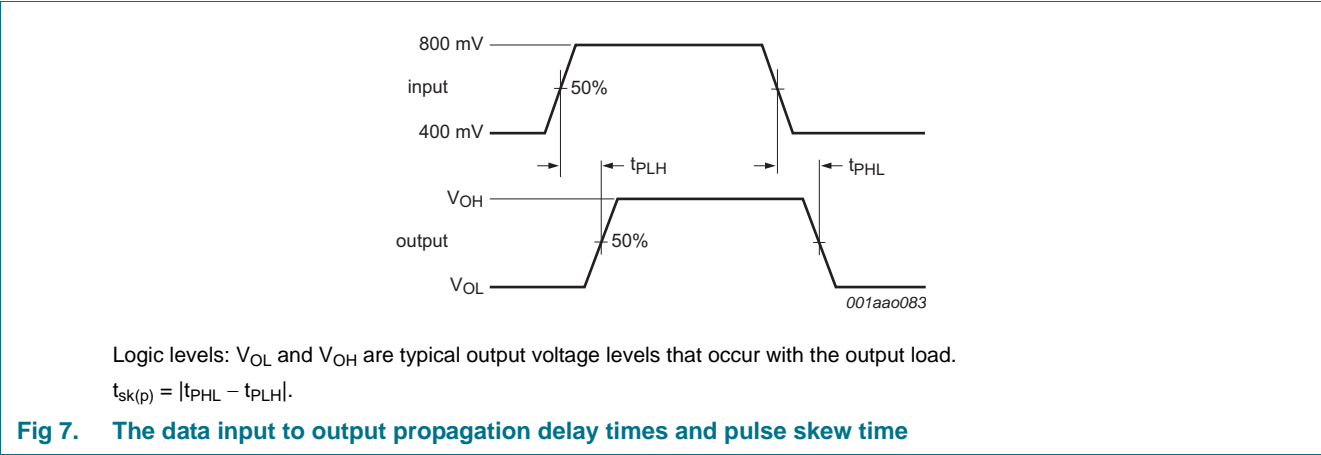 800 mV
input
50%
400 mV
tPLH
tPHL
VOH
output
50%
VOL
001aao083
Logic levels: VOL and VOH are typical output voltage levels that occur with the output load.
tsk(p) = |tPHL − tPLH|.
Fig 7. The data input to output propagation delay times and pulse skew time